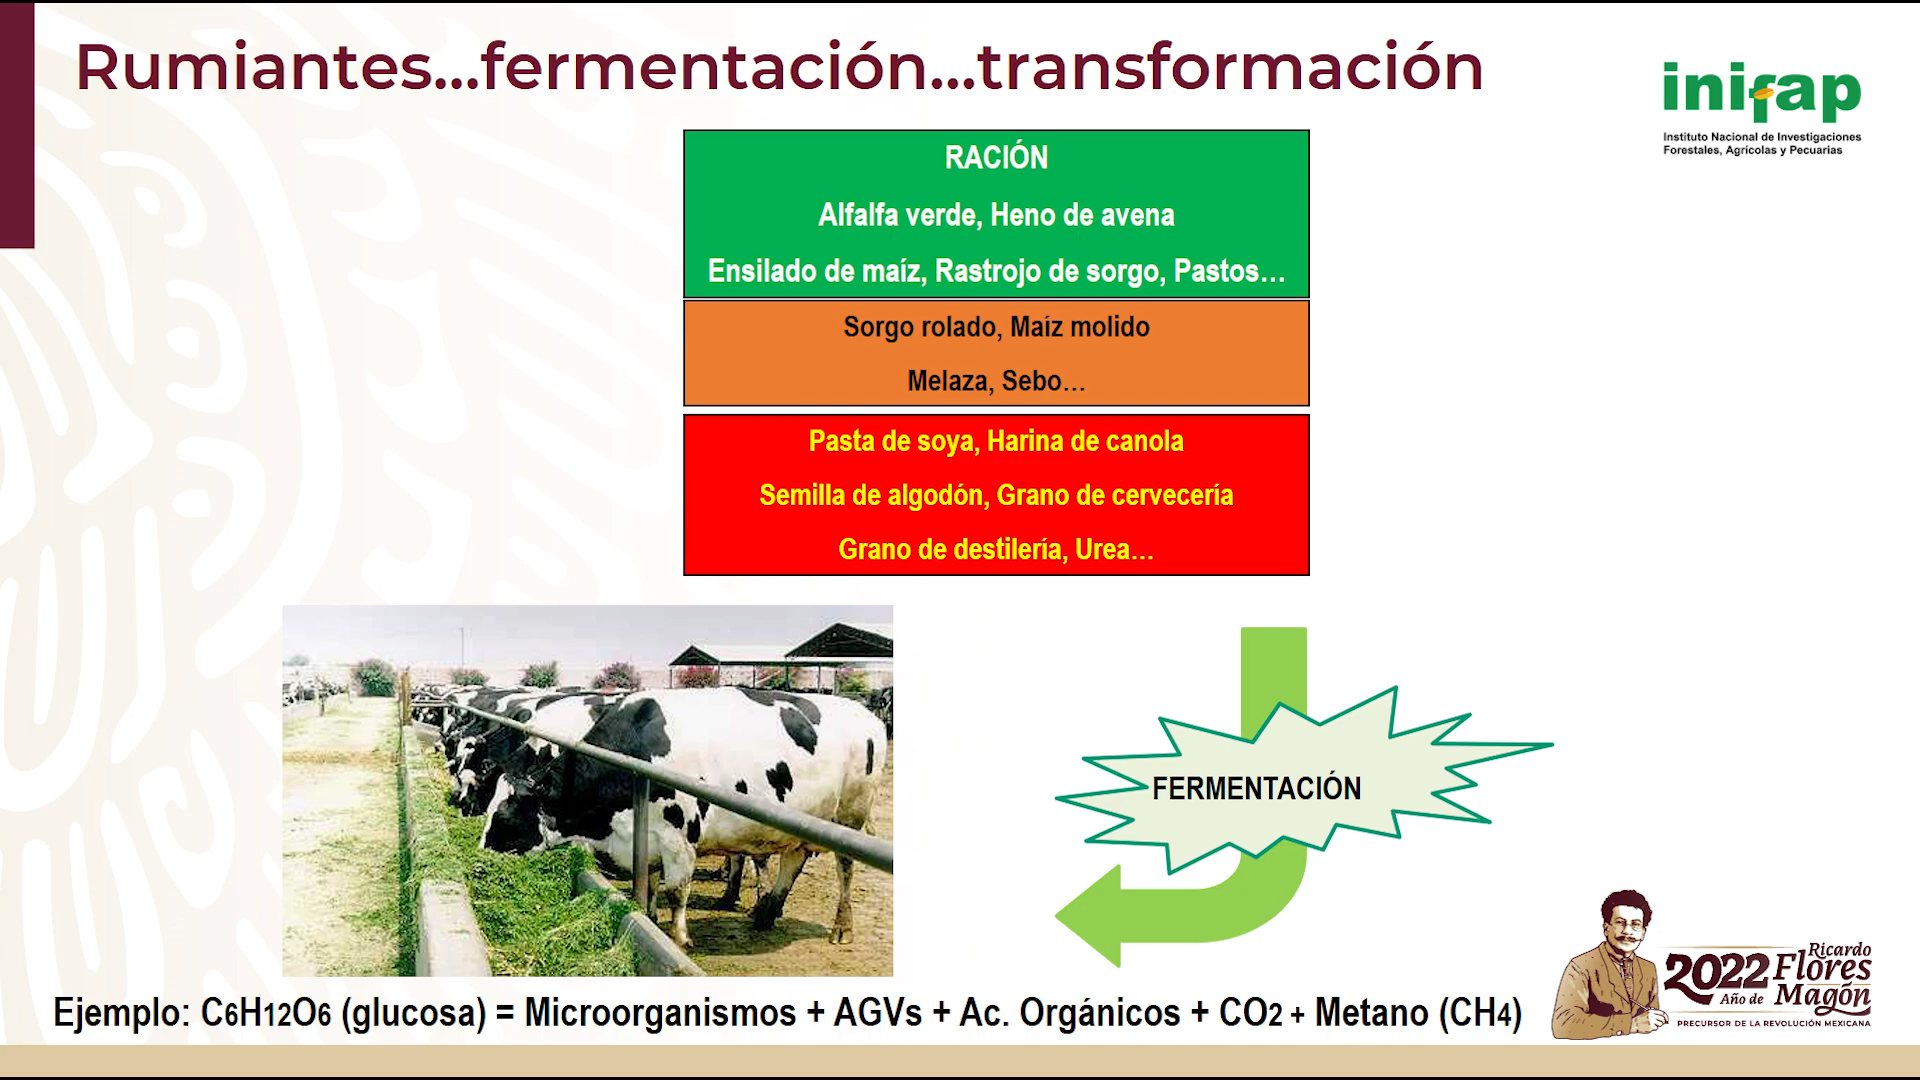 Rumiantes...fermentación...transformación
inifap
Instituto Nacional de Investigaciones
Forestales, Agrícolas y Pecuarias
RACIÓN
Alfalfa verde, Heno de avena
Ensilado de maíz, Rastrojo de sorgo, Pastos...
Sorgo rolado, Maíz molido
Melaza, Sebo...
Pasta de soya, Harina de canola
Semilla de algodón, Grano de cervecería
Grano de destilería, Urea...
FERMENTACIÓN
Ejemplo: C6H12O6 (glucosa) = Microorganismos + AGVs + Ac. Orgánicos + CO2 + Metano (CH4)
2022 Ricardo
Flores
Año de Magón
PRECURSOR DE LA REVOLUCIÓN MEXICANA